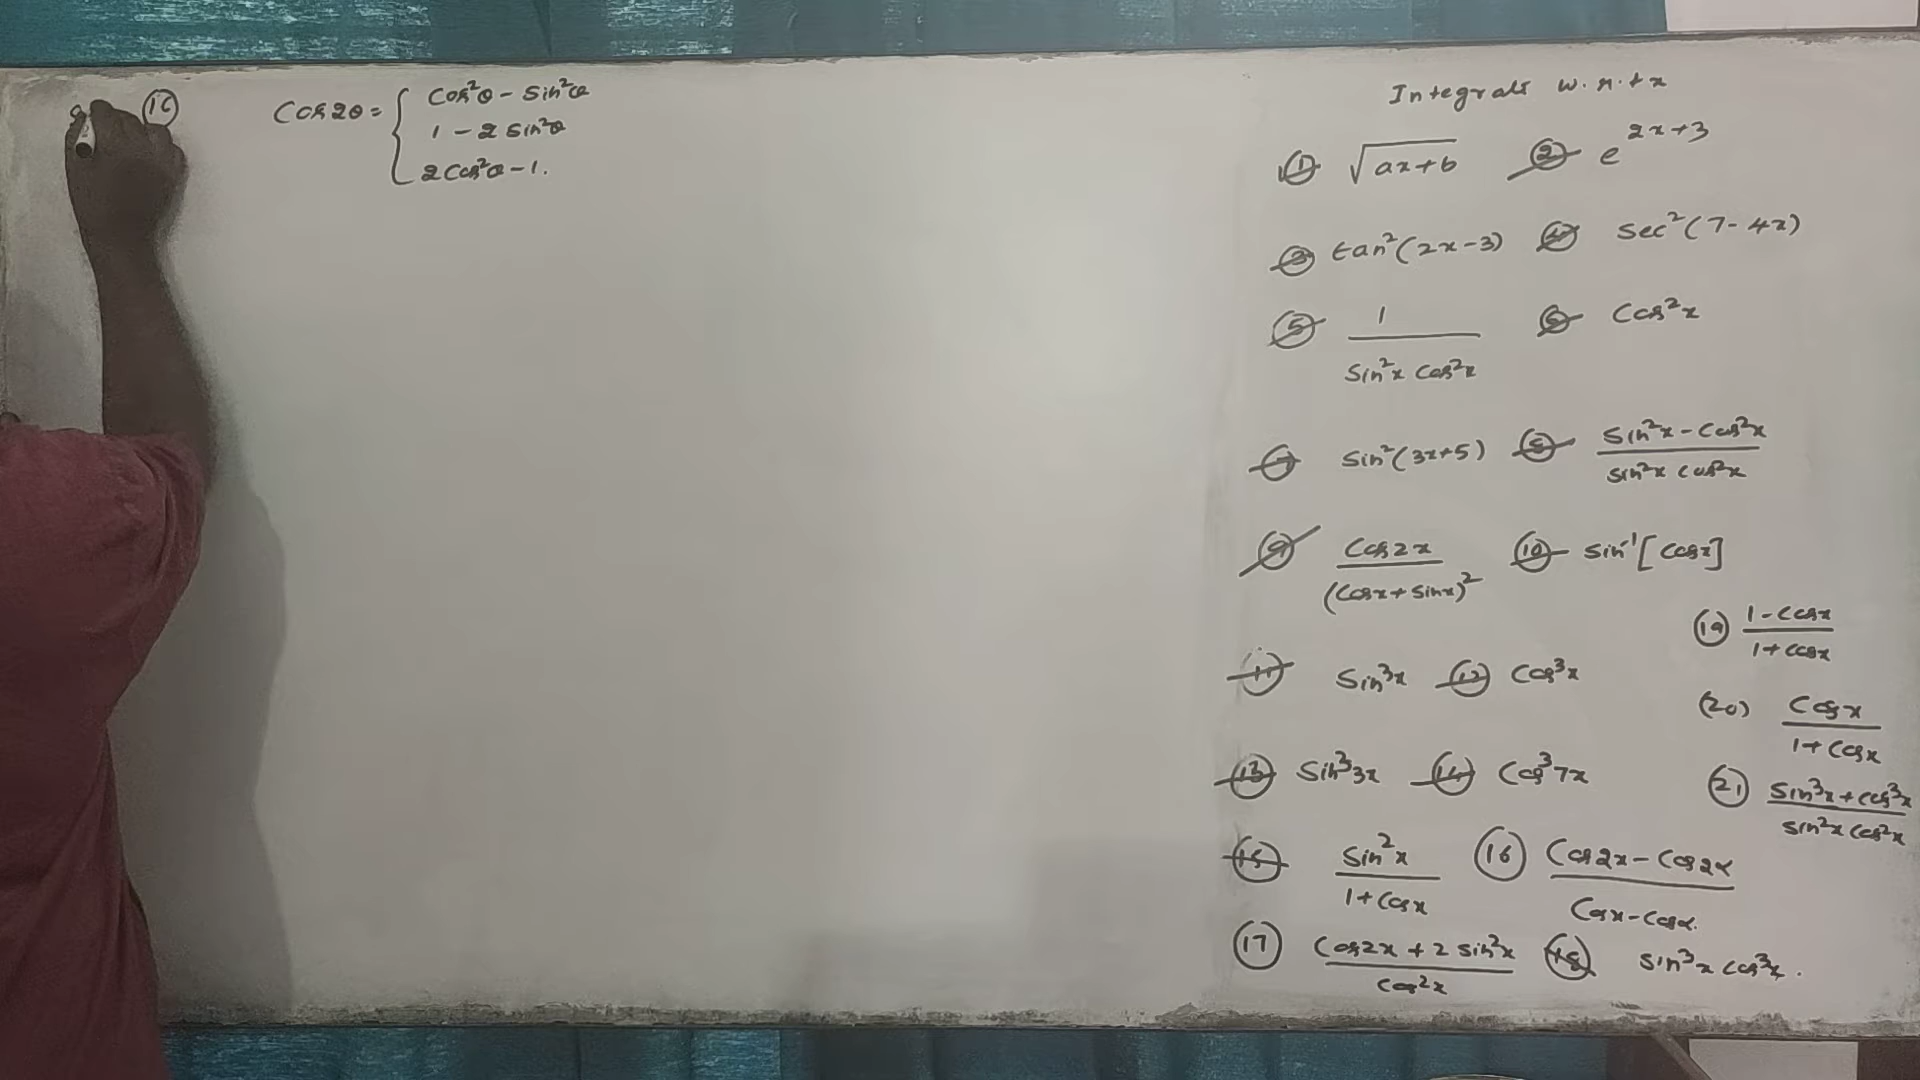 (16) Cos2θ = { Cos²θ - Sin²θ
1 - 2 Sin²θ
2Cos²θ - 1.
Integrals w.r.t x
(1) √(ax+b) (2) e^(2x+3)
(3) tan²(2x-3) (4) Sec²(7-4x)
(5) 1/(Sin²x Cos²x) (6) Cos²x
(7) Sin²(3x+5) (8) (Sin²x - Cos²x)/(Sin²x Cos²x)
(9) Cos2x/(Cosx + Sinx)² (10) Sin⁻¹[Cosx]
(11) Sin³x (12) Cos³x
(13) Sin³3x (14) Cos³7x
(15) Sin²x/(1+Cosx) (16) (Cos2x - Cos2α)/(Cosx - Cosα).
(17) (Cos2x + 2 Sin²x)/Cos²x (18) Sin³x Cos³x.
(19) (1-Cosx)/(1+Cosx)
(20) Cosx/(1+Cosx)
(21) (Sin³x + Cos³x)/(Sin²x Cos²x)